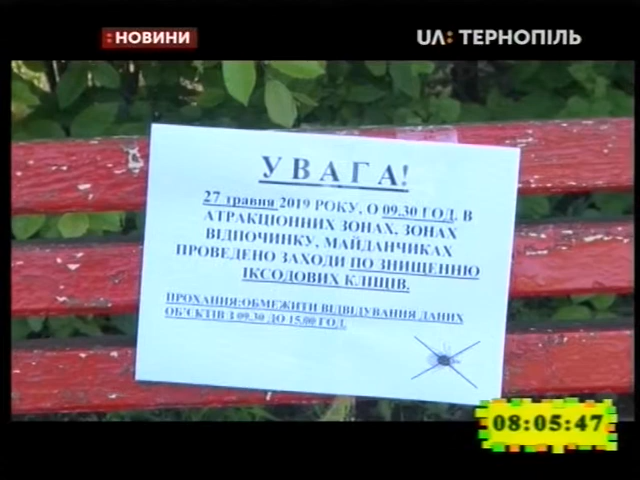 : НОВИНИ
UA: ТЕРНОПІЛЬ
УВАГА!
27 травня 2019 РОКУ, О 09.30 ГОД. В
АТРАКЦІОННИХ ЗОНАХ, ЗОНАХ
ВІДПОЧИНКУ, МАЙДАНЧИКАХ
ПРОВЕДЕНО ЗАХОДИ ПО ЗНИЩЕННЮ
ІКСОДОВИХ КЛІЩІВ.
ПРОХАННЯ:ОБМЕЖИТИ ВІДВІДУВАННЯ ДАНИХ
ОБ'ЄКТІВ З 09.30 ДО 15.00 ГОД.
08:05:47